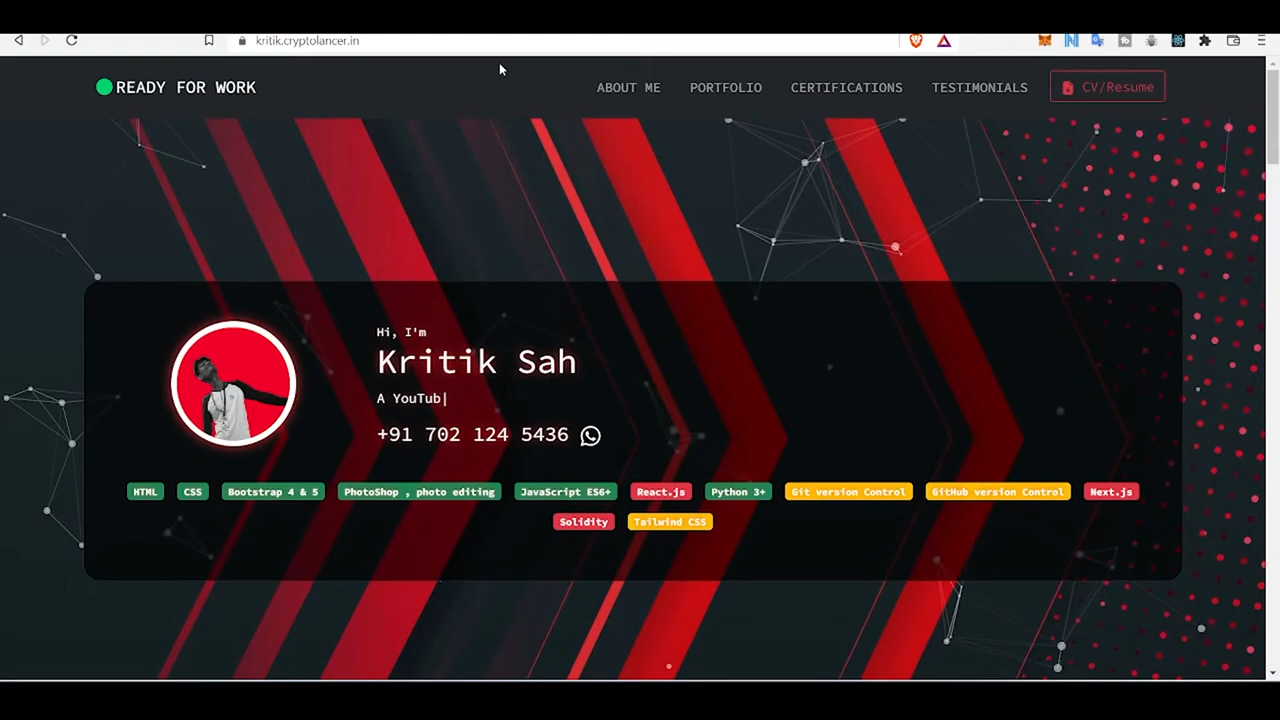 kritik.cryptolancer.in
READY FOR WORK
ABOUT ME
PORTFOLIO
CERTIFICATIONS
TESTIMONIALS
CV/Resume
Hi, I'm
Kritik Sah
A YouTub|
+91 702 124 5436
HTML
CSS
Bootstrap 4 & 5
PhotoShop , photo editing
JavaScript ES6+
React.js
Python 3+
Git version Control
GitHub version Control
Next.js
Solidity
Tailwind CSS